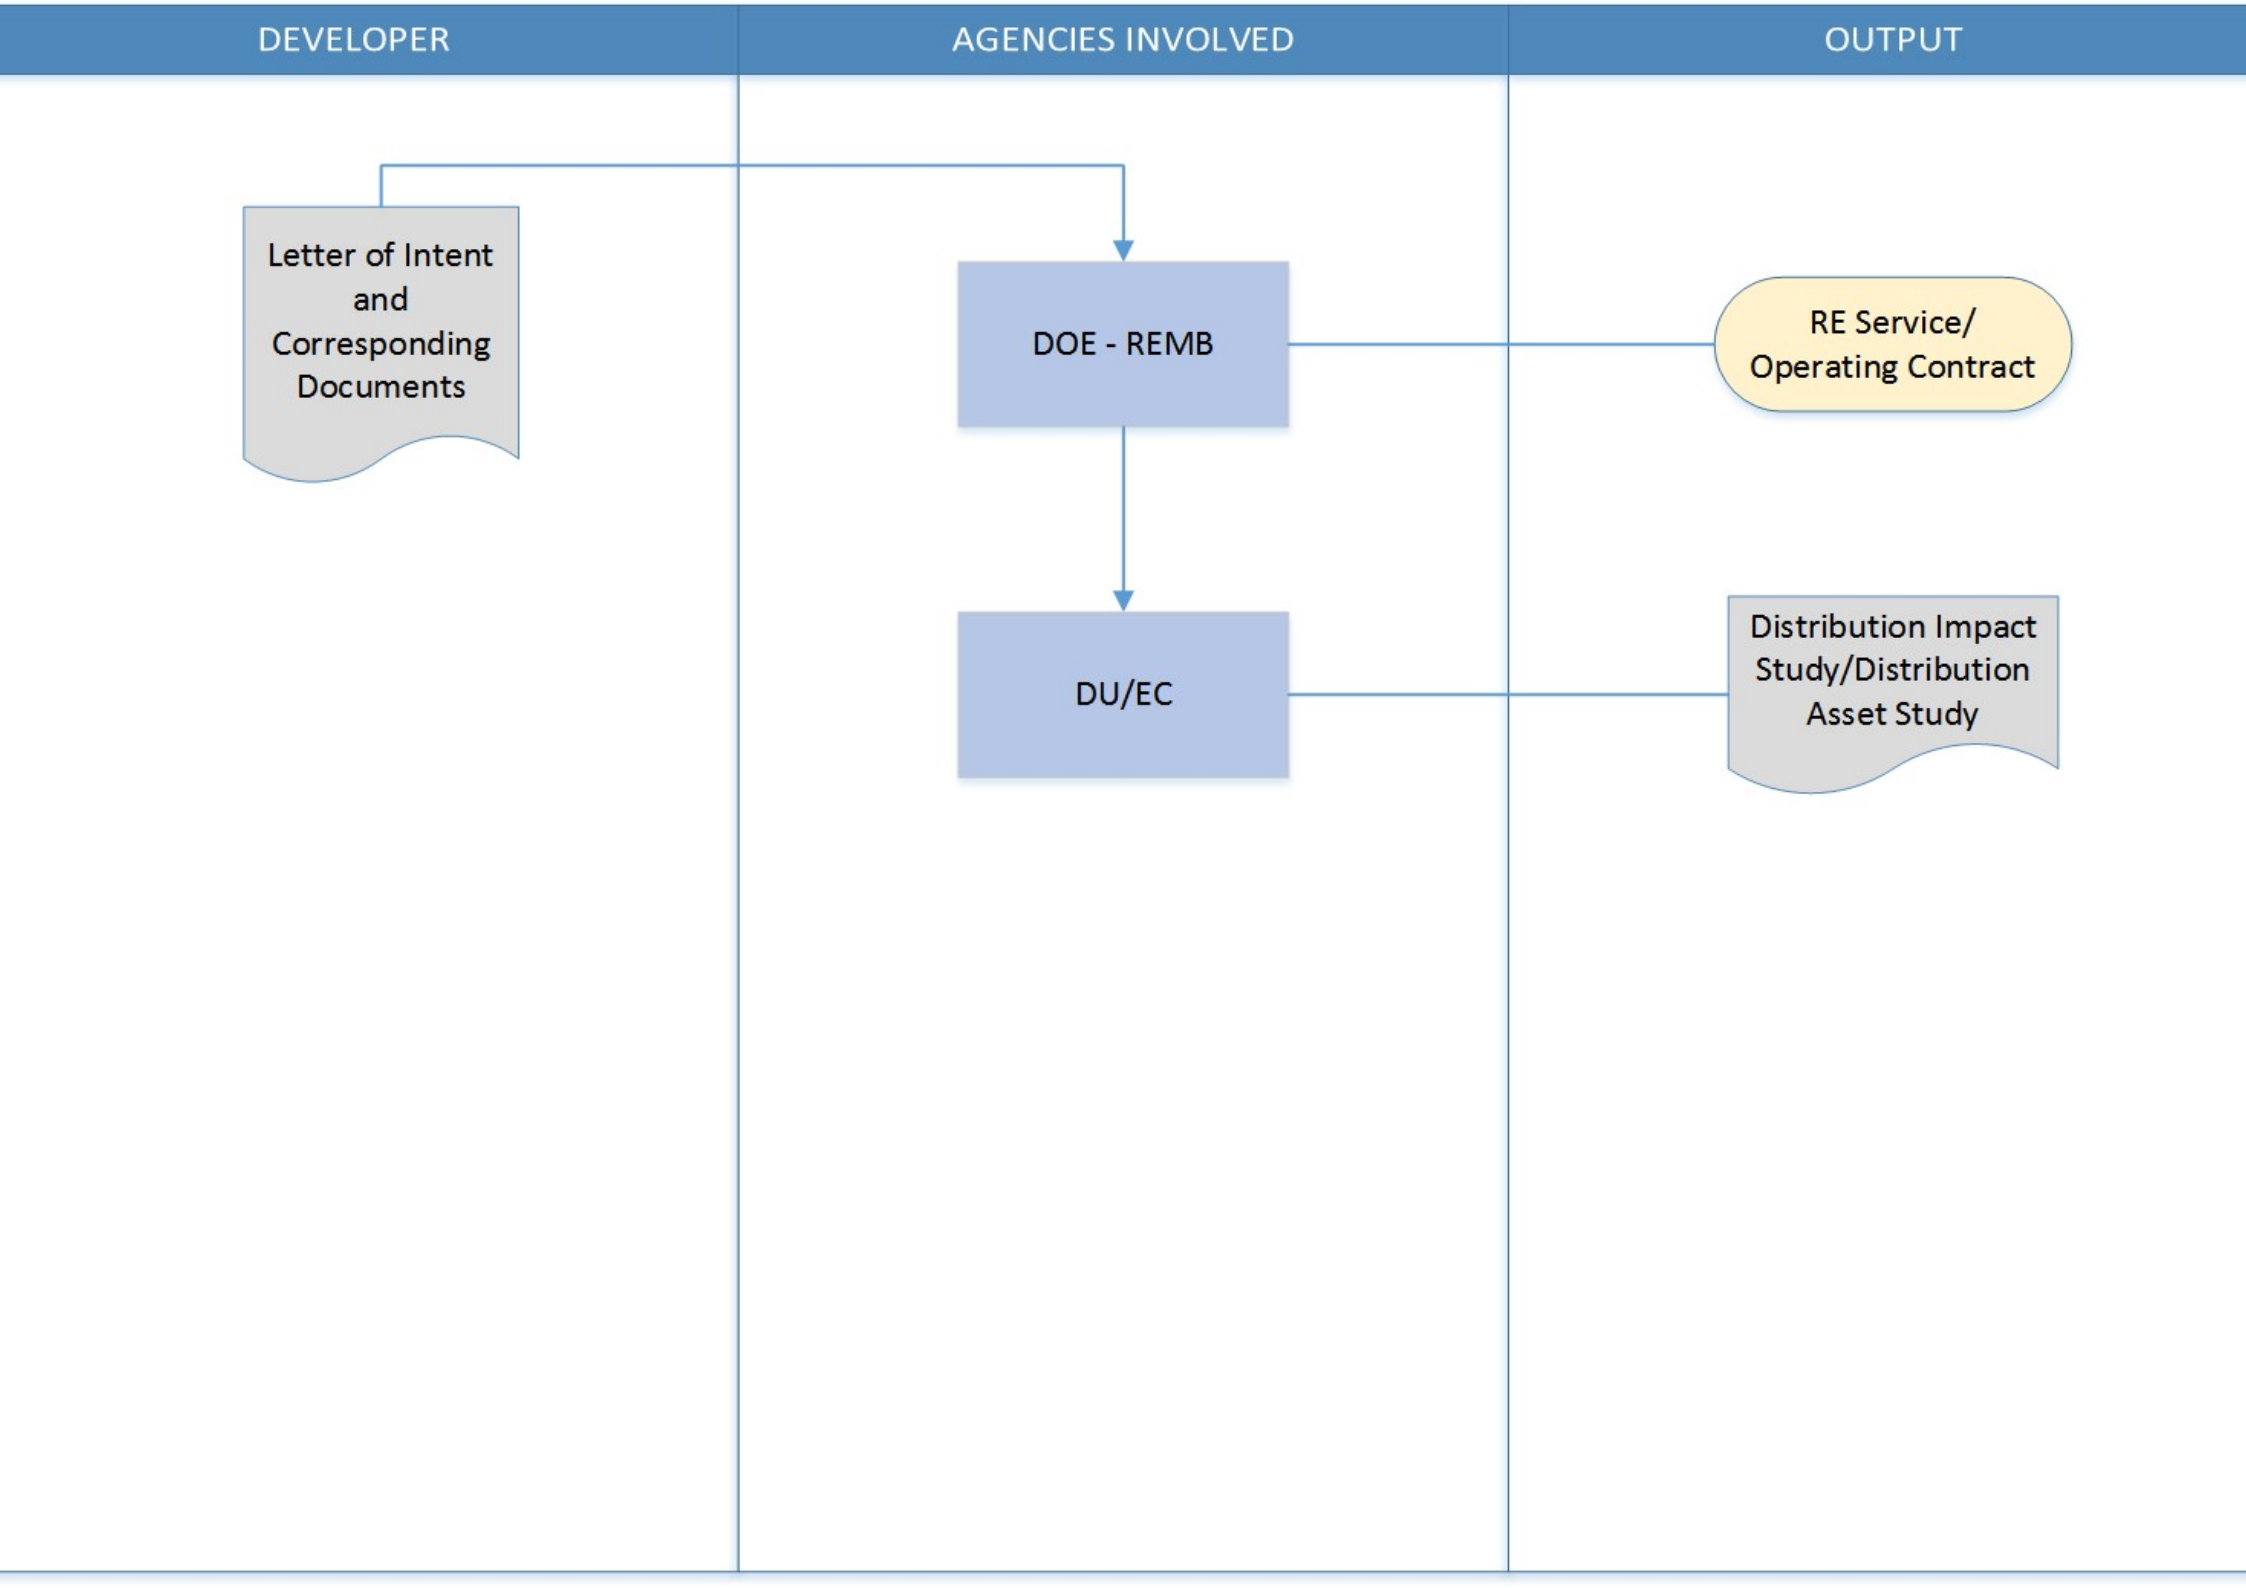 DEVELOPER
AGENCIES INVOLVED
OUTPUT
Letter of Intent
and
Corresponding
Documents
DOE - REMB
RE Service/
Operating Contract
DU/EC
Distribution Impact
Study/Distribution
Asset Study